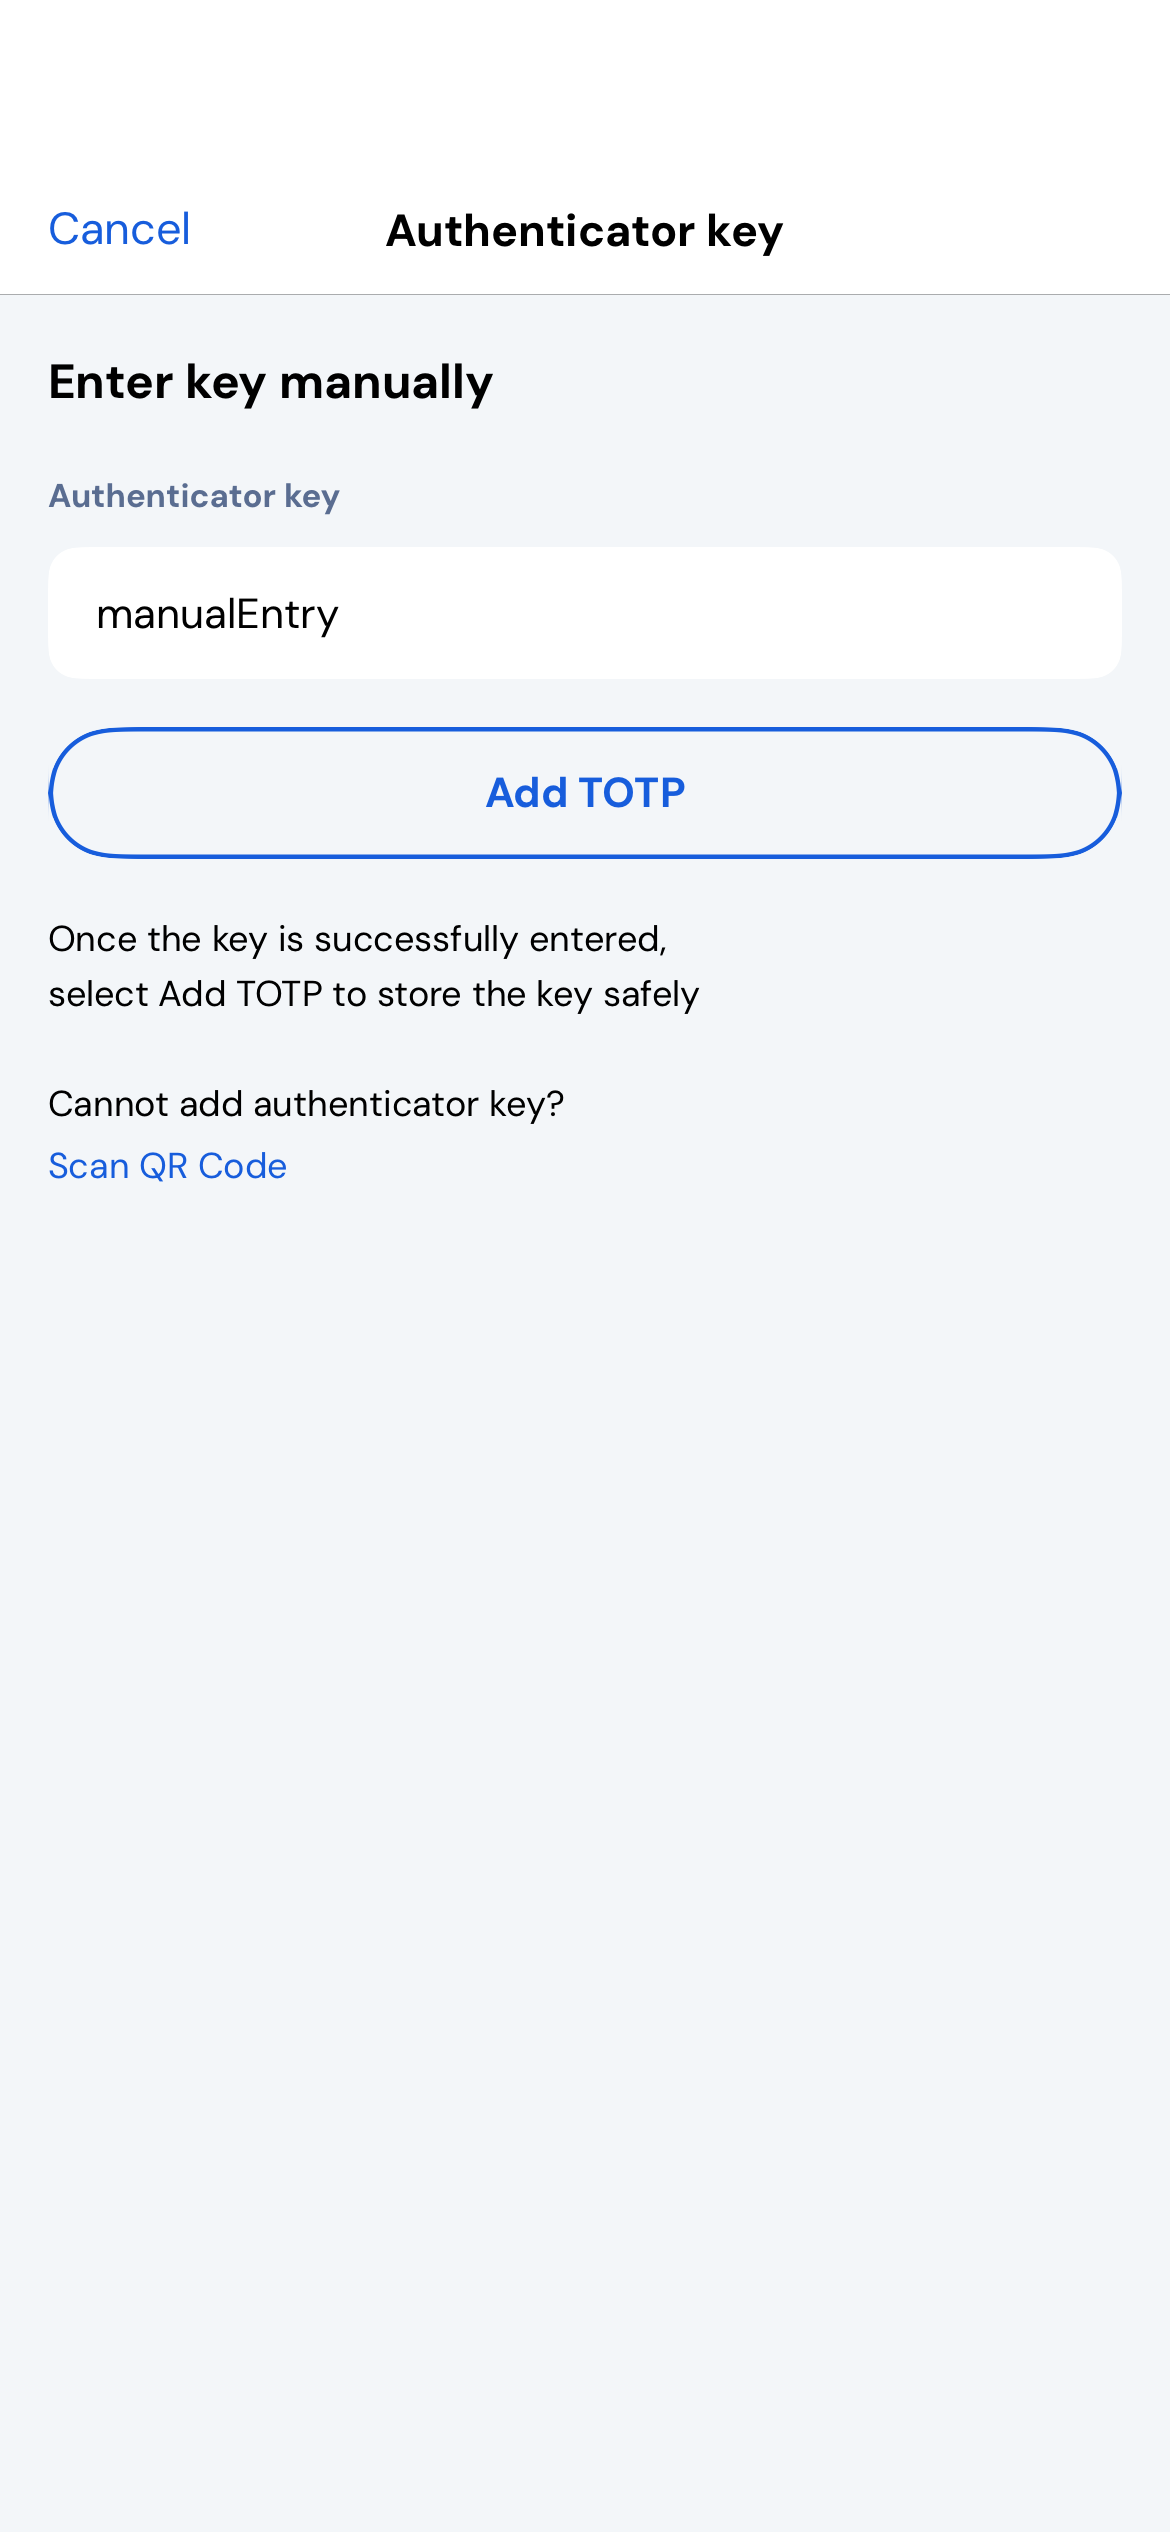 Cancel
Authenticator key
Enter key manually
Authenticator key
manualEntry
Add TOTP
Once the key is successfully entered,
select Add TOTP to store the key safely
Cannot add authenticator key?
Scan QR Code